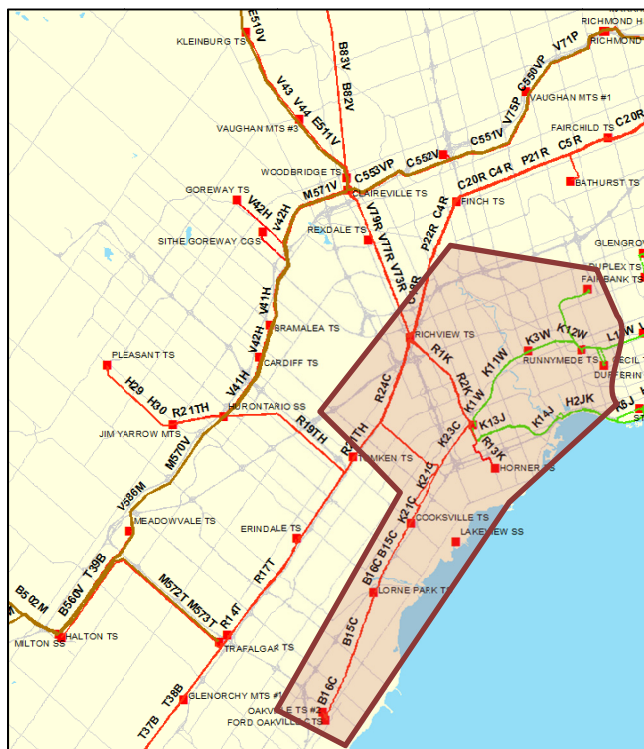 RICHMOND H
E510V
RICHMOND
KLEINBURG TS
B83V
B82V
V71P
C550VP
V43
V44
E511V
V75P
VAUGHAN MTS #1
VAUGHAN MTS #3
FAIRCHILD TS
C551V
C552V
C553VP
P21R
C5R
C20R
WOODBRIDGE TS
M571V
CLAIREVILLE TS
C20R
C4R
BATHURST TS
GOREWAY TS
V42H
V42H
FINCH TS
V79R
V77R
V73R
REXDALE TS
C4R
P22R
SITHE GOREWAY CGS
GLENGROV
DUPLEX TS
FAIRBANK TS
V41H
BRAMALEA TS
RICHVIEW TS
K3W
K12W
R1K
K11W
RUNNYMEDE TS
CECIL T
DUFFERIN
PLEASANT TS
V42H
CARDIFF TS
H29
H30
R21TH
V41H
HURONTARIO SS
R24C
K1W
H2JK
K6J
K14J
K13J
JIM YARROW MTS
R19TH
R21TH
K23C
R13K
TOMKEN TS
HORNER TS
M570V
K21C
V586M
MEADOWVALE TS
K21C
COOKSVILLE TS
ERINDALE TS
B15C
LAKEVIEW SS
T39B
R17T
B16C
B502M
B560V
M572T
M573T
LORNE PARK TS
R14T
B15C
HALTON TS
MILTON SS
TRAFALGAR TS
GLENORCHY MTS #1
T38B
B16C
OAKVILLE TS #2
FORD OAKVILLE CTS
T37B